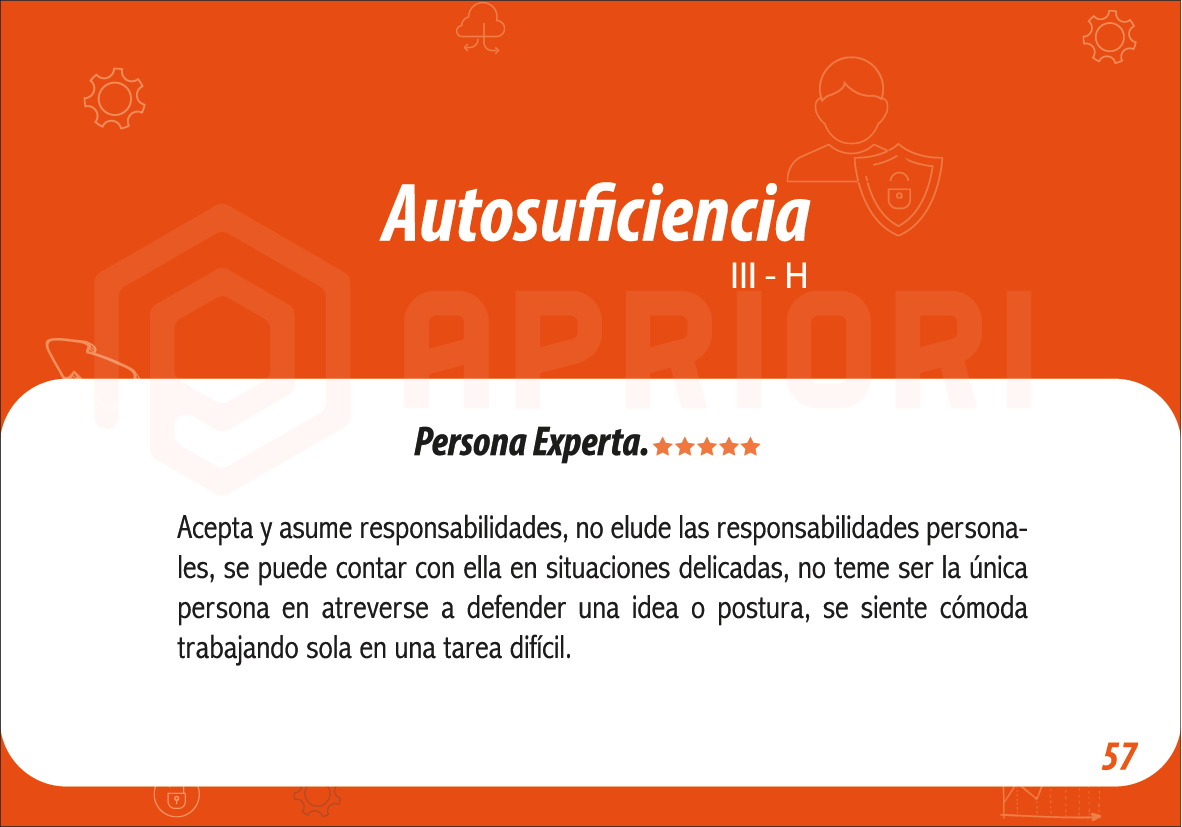 Autosuficiencia
III - H
APRIORI
Persona Experta.
Acepta y asume responsabilidades, no elude las responsabilidades persona-
les, se puede contar con ella en situaciones delicadas, no teme ser la única
persona en atreverse a defender una idea o postura, se siente cómoda
trabajando sola en una tarea difícil.
57